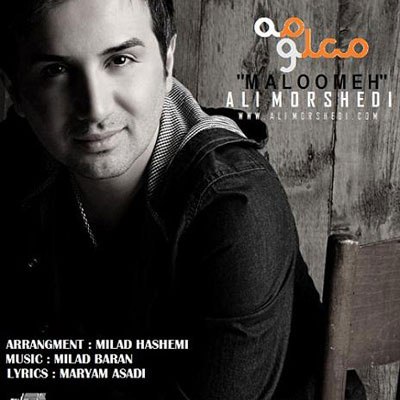 معلومه
"MALOOMEH"
ALI MORSHEDI
WWW.ALIMORSHEDI.COM
ARRANGMENT : MILAD HASHEMI
MUSIC : MILAD BARAN
LYRICS : MARYAM ASADI